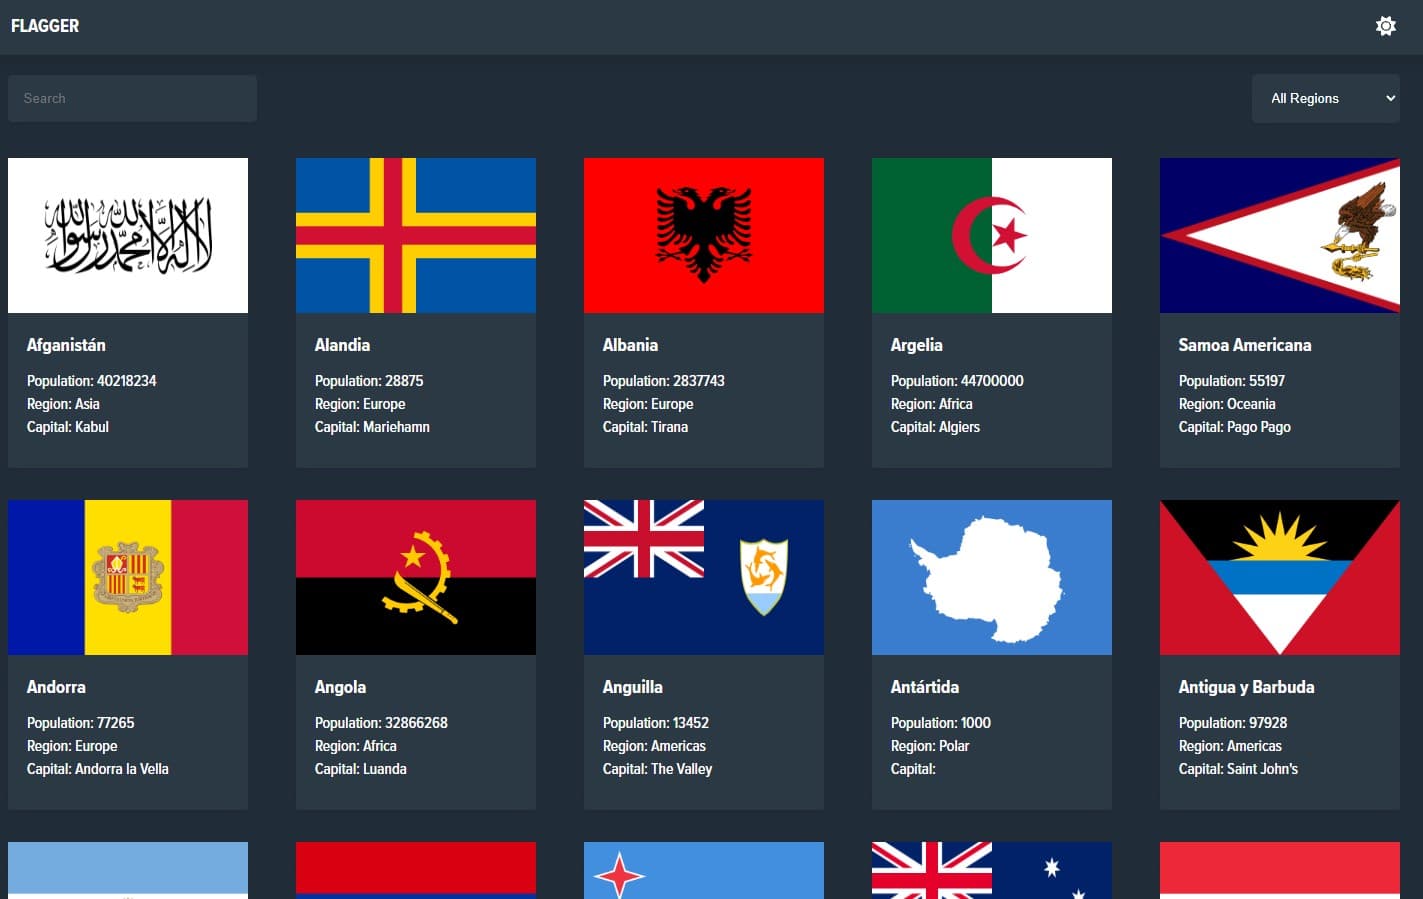 FLAGGER
Search
All Regions
لا إله إلا الله محمد رسول الله
Afganistán
Population: 40218234
Region: Asia
Capital: Kabul
Alandia
Population: 28875
Region: Europe
Capital: Mariehamn
Albania
Population: 2837743
Region: Europe
Capital: Tirana
Argelia
Population: 44700000
Region: Africa
Capital: Algiers
Samoa Americana
Population: 55197
Region: Oceania
Capital: Pago Pago
Andorra
Population: 77265
Region: Europe
Capital: Andorra la Vella
Angola
Population: 32866268
Region: Africa
Capital: Luanda
Anguilla
Population: 13452
Region: Americas
Capital: The Valley
Antártida
Population: 1000
Region: Polar
Capital:
Antigua y Barbuda
Population: 97928
Region: Americas
Capital: Saint John's